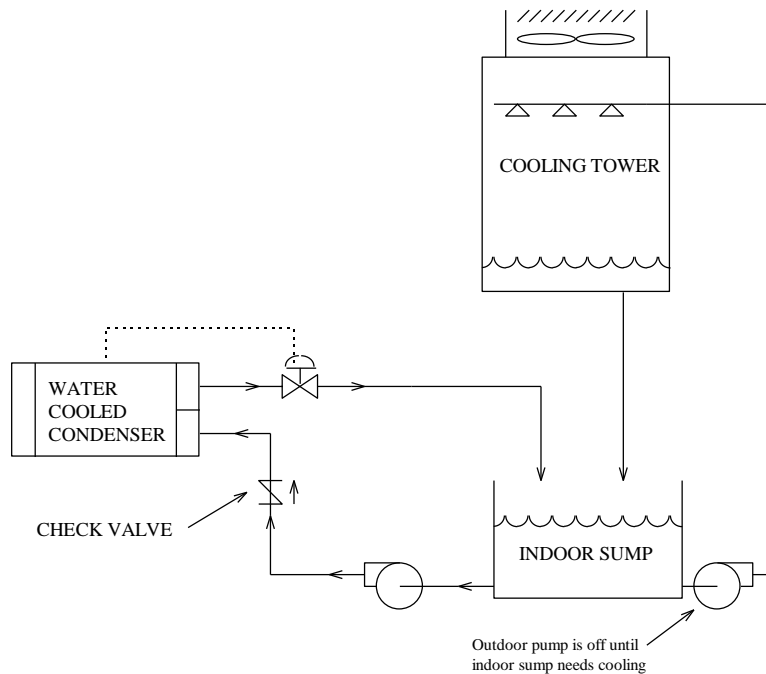 COOLING TOWER
WATER
COOLED
CONDENSER
CHECK VALVE
INDOOR SUMP
Outdoor pump is off until
indoor sump needs cooling